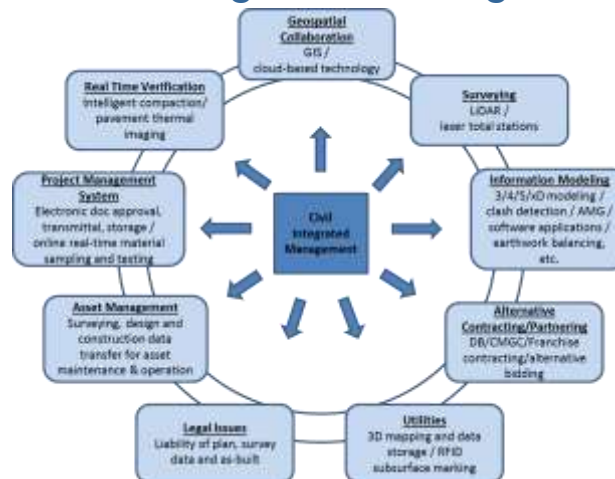 Geospatial
Collaboration
GIS /
cloud-based technology
Surveying
LiDAR /
laser total stations
Information Modeling
3/4/5/xD modeling /
clash detection / AMG /
software applications /
earthwork balancing,
etc.
Alternative
Contracting/Partnering
DB/CMGC/Franchise
contracting/alternative
bidding
Utilities
3D mapping and data
storage / RFID
subsurface marking
Legal Issues
Liability of plan, survey
data and as-built
Asset Management
Surveying, design and
construction data
transfer for asset
maintenance & operation
Project Management
System
Electronic doc approval,
transmittal, storage /
online real-time material
sampling and testing
Real Time Verification
Intelligent compaction/
pavement thermal
imaging
Civil
Integrated
Management